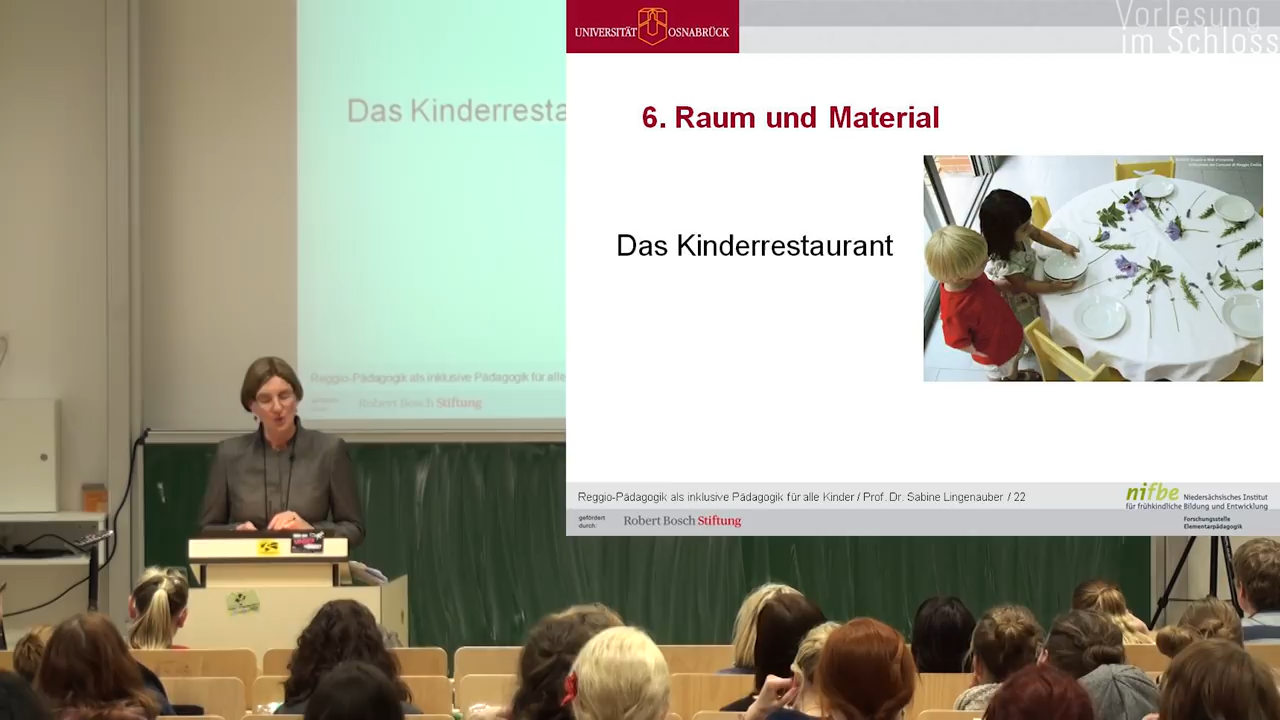 UNIVERSITÄT OSNABRÜCK
Vorlesung
im Schloss
6. Raum und Material
Das Kinderrestaurant
Das Kinderresta
Reggio-Pädagogik als inklusive Pädagogik für alle
Robert Bosch Stiftung
Reggio-Pädagogik als inklusive Pädagogik für alle Kinder / Prof. Dr. Sabine Lingenauber / 22
gefördert
durch:
Robert Bosch Stiftung
nifbe Niedersächsisches Institut
für frühkindliche Bildung und Entwicklung
Forschungsstelle
Elementarpädagogik